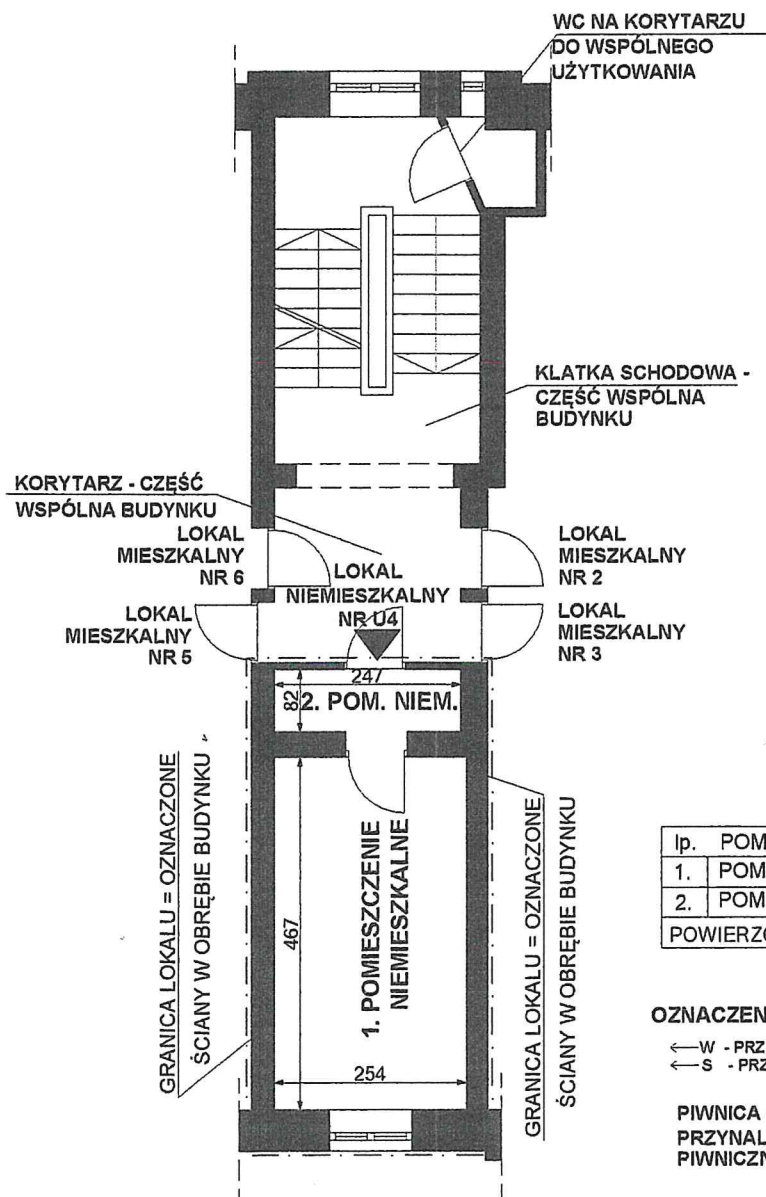 WC NA KORYTARZU
DO WSPÓLNEGO
UŻYTKOWANIA
KLATKA SCHODOWA -
CZĘŚĆ WSPÓLNA
BUDYNKU
KORYTARZ - CZĘŚĆ
WSPÓLNA BUDYNKU
LOKAL
MIESZKALNY
NR 6
LOKAL
NIEMIESZKALNY
NR U4
LOKAL
MIESZKALNY
NR 2
LOKAL
MIESZKALNY
NR 5
LOKAL
MIESZKALNY
NR 3
247
82
2. POM. NIEM.
GRANICA LOKALU = OZNACZONE
ŚCIANY W OBRĘBIE BUDYNKU
467
1. POMIESZCZENIE
NIEMIESZKALNE
254
GRANICA LOKALU = OZNACZONE
ŚCIANY W OBRĘBIE BUDYNKU
lp. POM
1. POM
2. POM
POWIERZC
OZNACZEN
←W - PRZ
←S - PRZ
PIWNICA
PRZYNAL
PIWNICZN